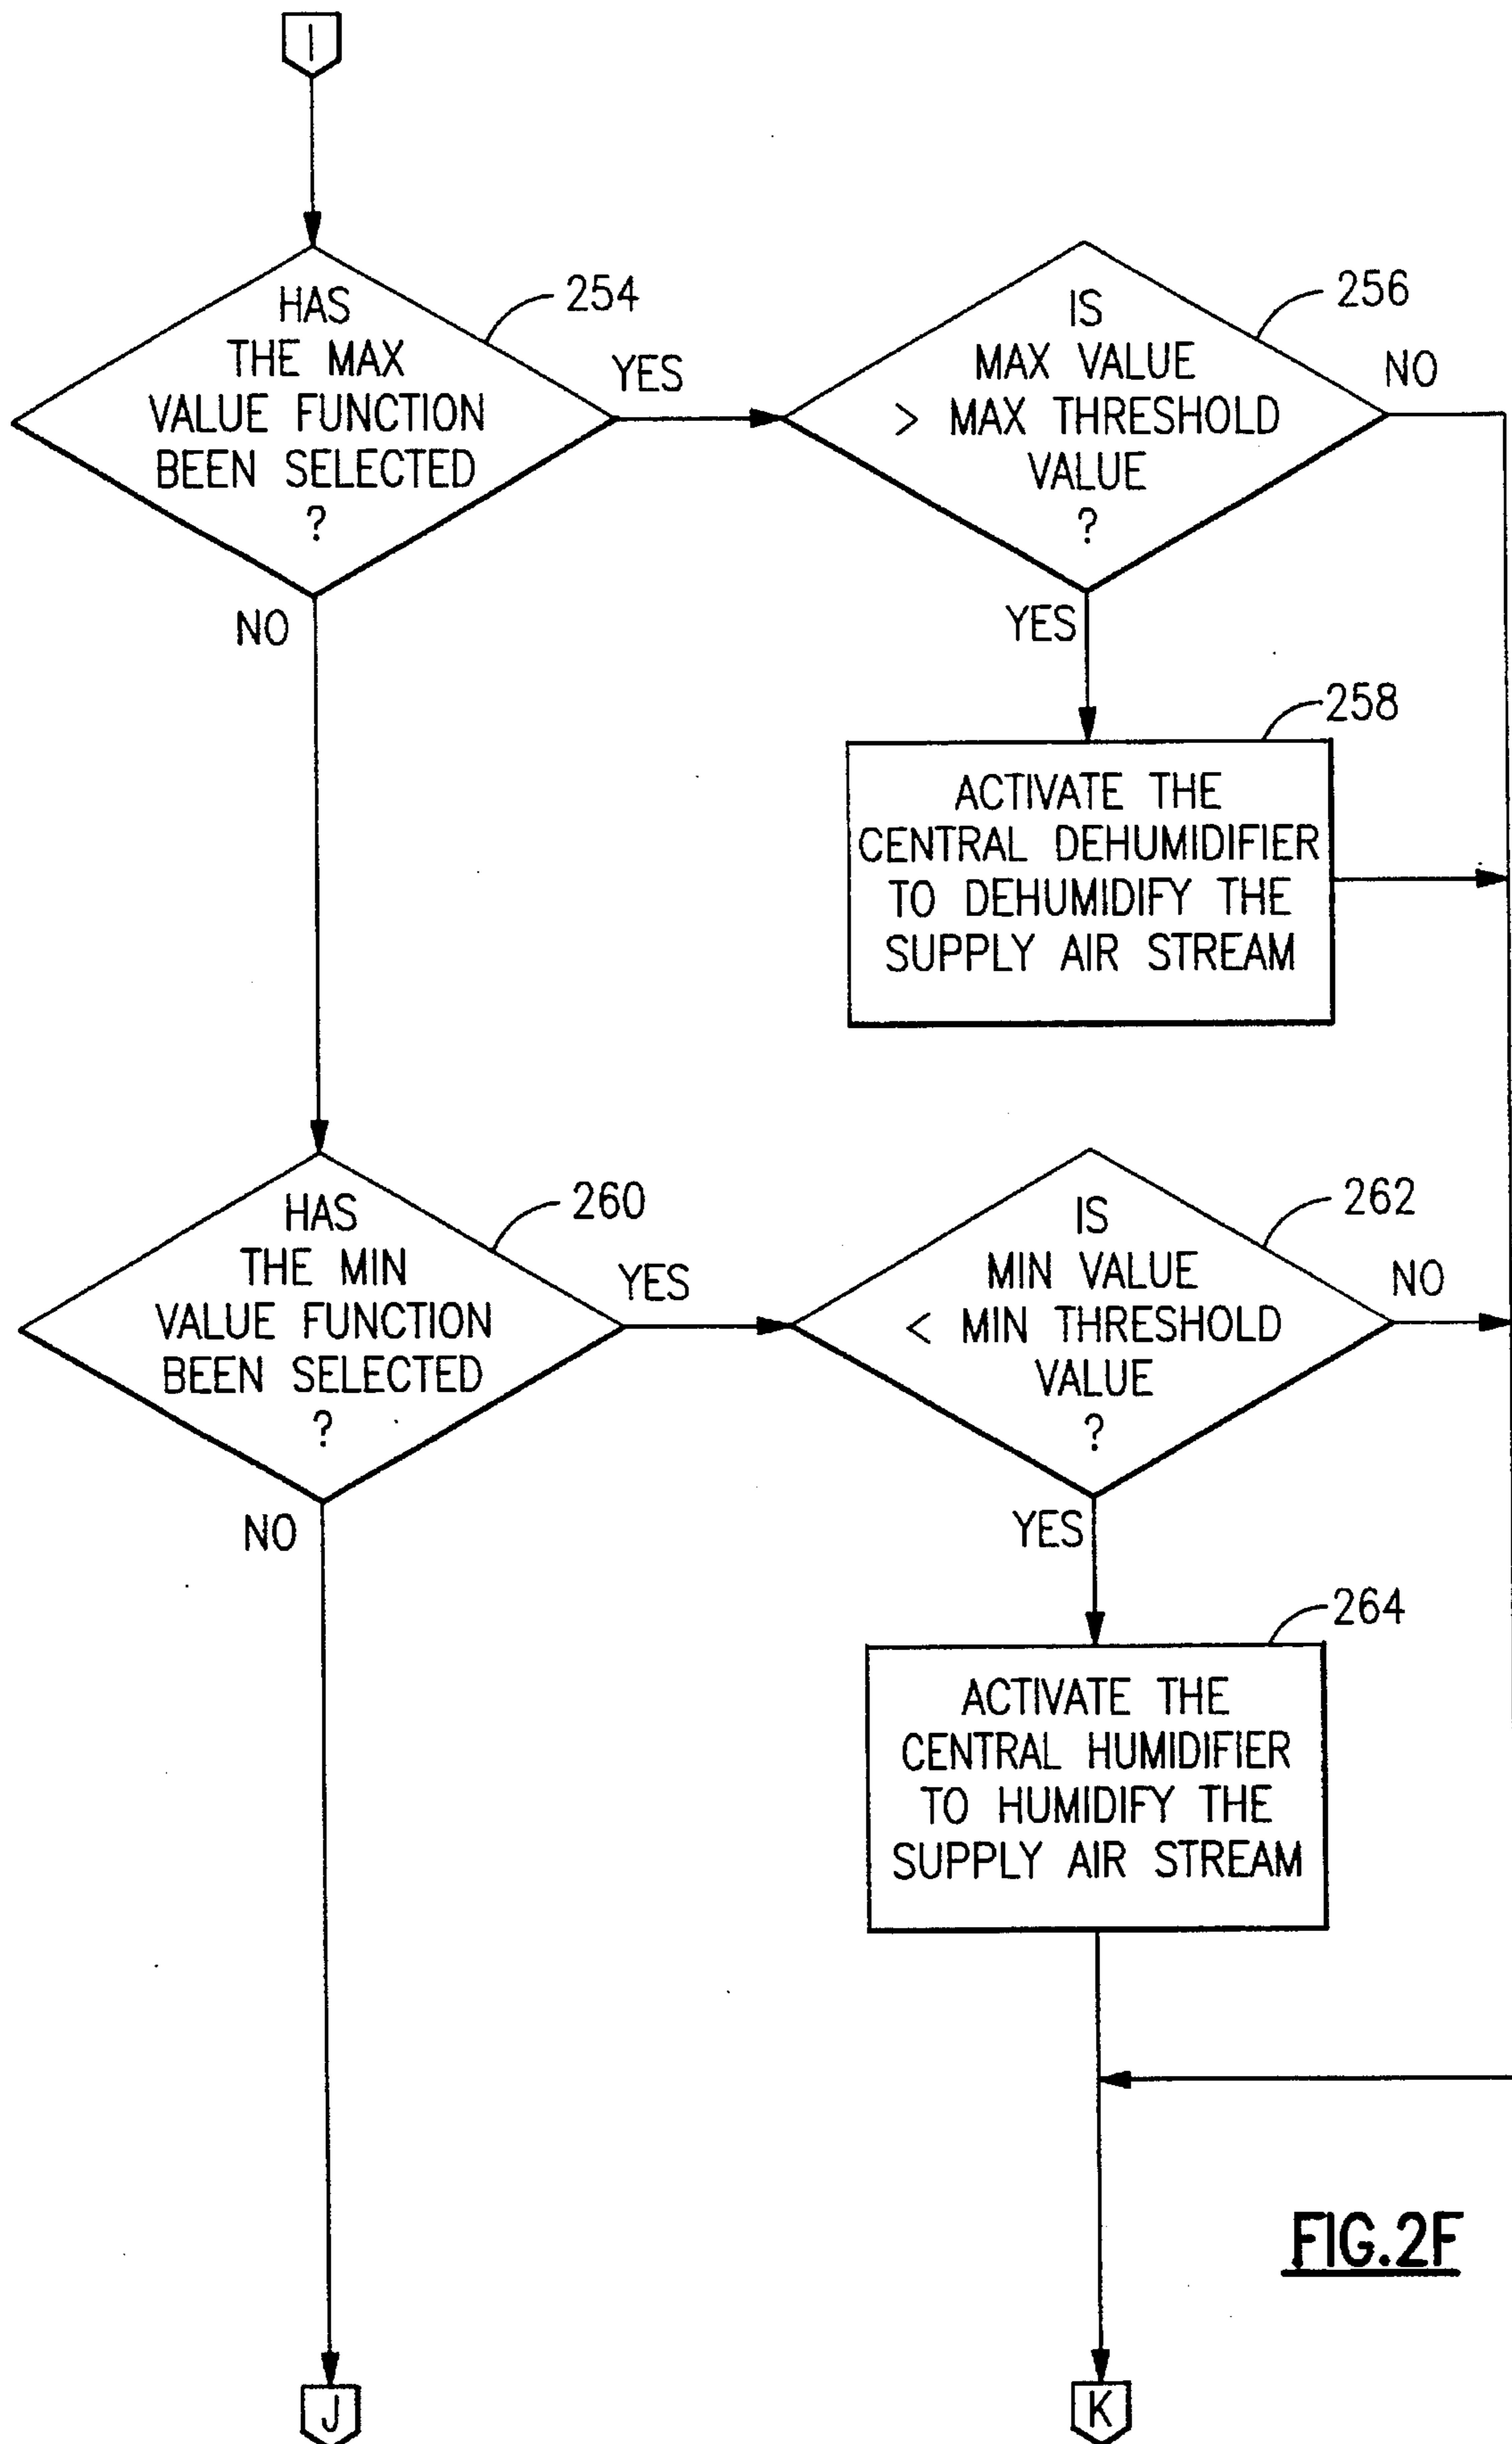 I
HAS
THE MAX
VALUE FUNCTION
BEEN SELECTED
?
254
YES
NO
IS
MAX VALUE
> MAX THRESHOLD
VALUE
?
256
NO
YES
258
ACTIVATE THE
CENTRAL DEHUMIDIFIER
TO DEHUMIDIFY THE
SUPPLY AIR STREAM
HAS
THE MIN
VALUE FUNCTION
BEEN SELECTED
?
260
YES
NO
IS
MIN VALUE
< MIN THRESHOLD
VALUE
?
262
NO
YES
264
ACTIVATE THE
CENTRAL HUMIDIFIER
TO HUMIDIFY THE
SUPPLY AIR STREAM
FIG.2F
J
K